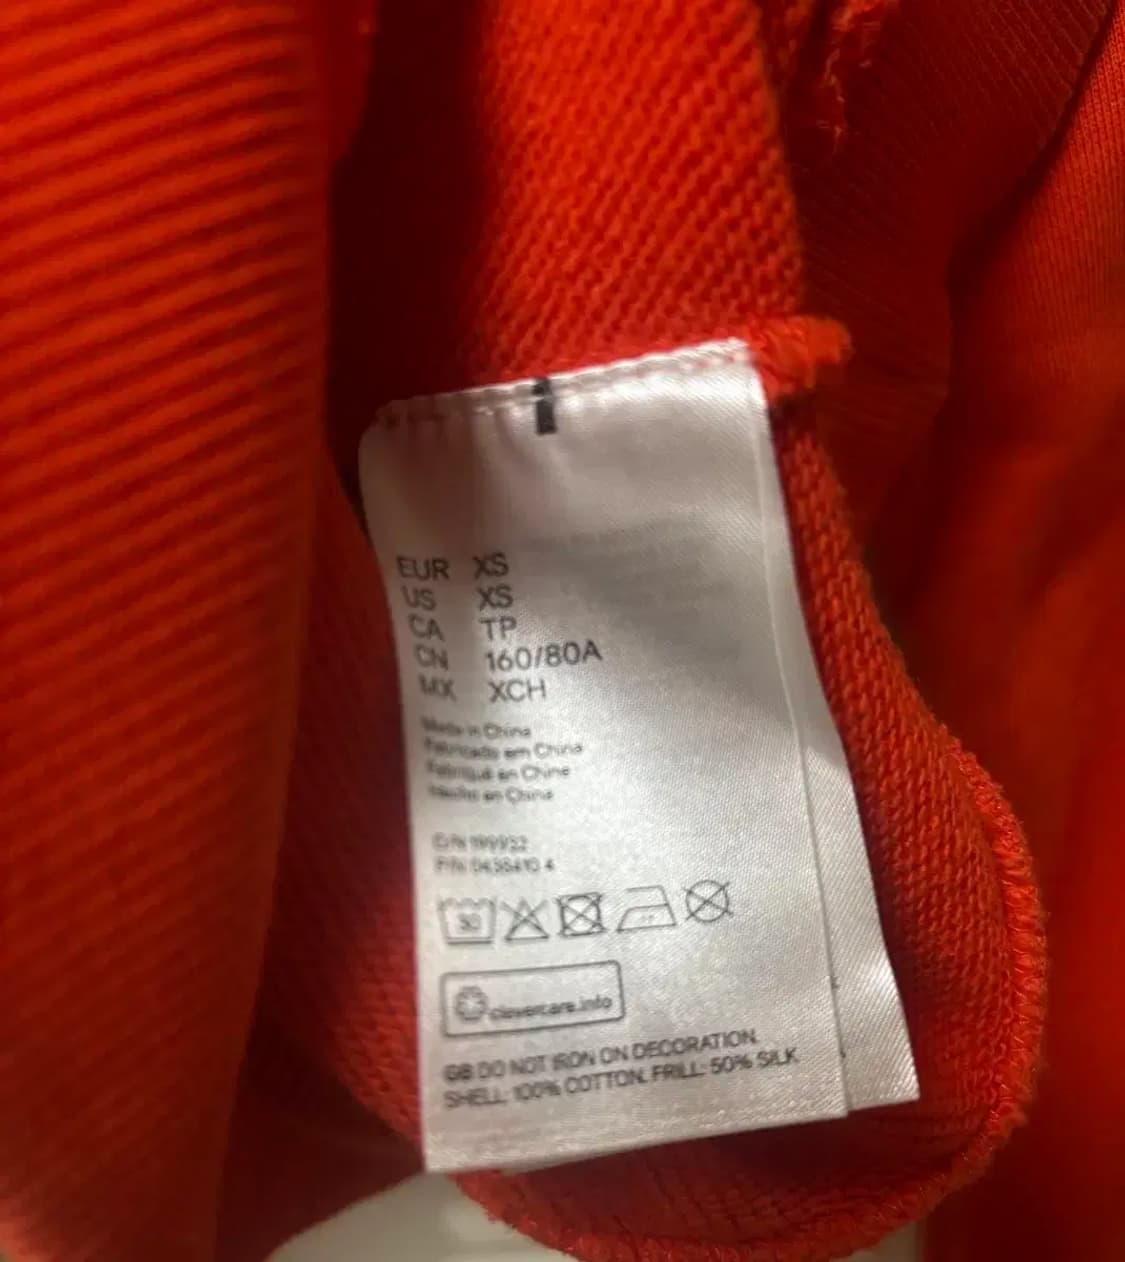 EUR XS
US XS
CA TP
CN 160/80A
MX XCH
Made in China
Fabricado em China
Fabriqué en Chine
Hecho en China
30
clevercare.info
GB DO NOT IRON ON DECORATION
SHELL: 100% COTTON. FRILL: 50% SILK